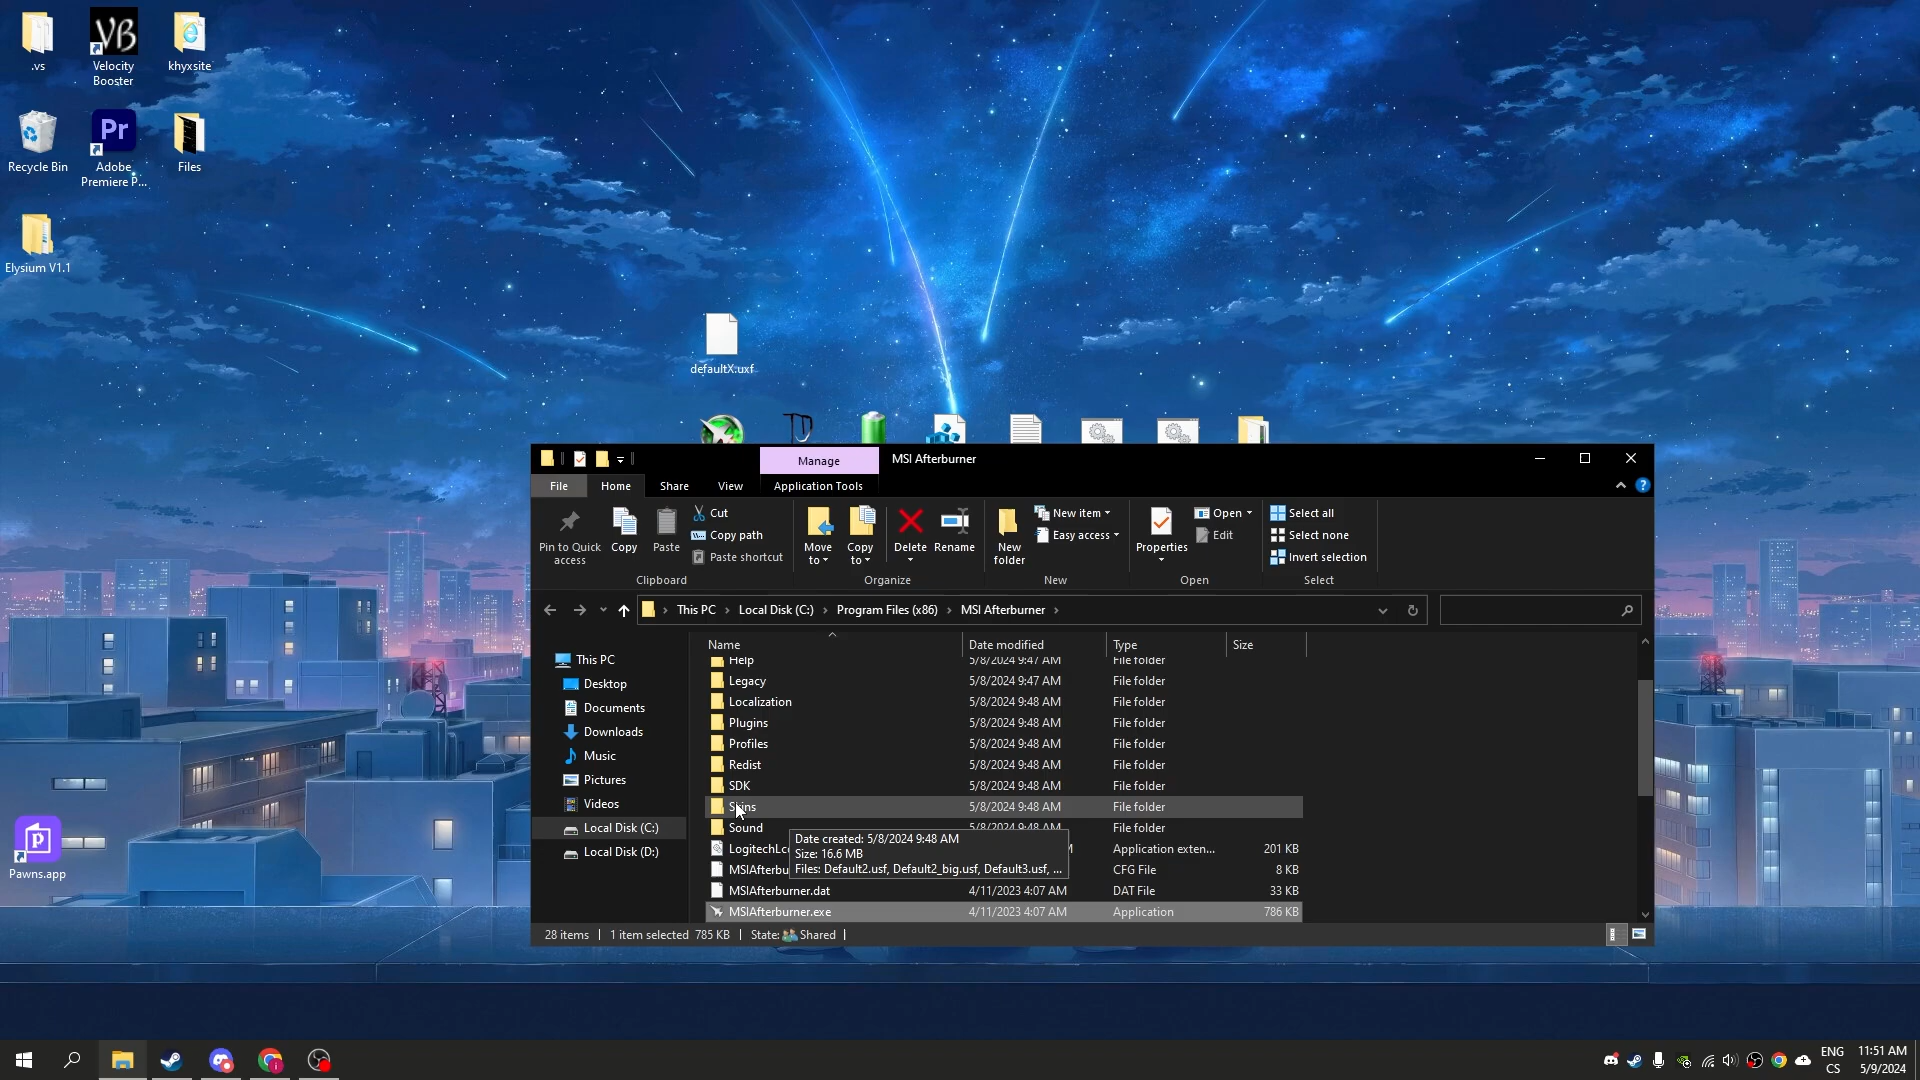 .vs
Velocity
Booster
khyxsite
Recycle Bin
Adobe
Premiere P...
Files
Elysium V1.1
defaultX.uxf
Pawns.app
Manage
MSI Afterburner
File
Home
Share
View
Application Tools
Pin to Quick
access
Copy
Paste
Cut
Copy path
Paste shortcut
Clipboard
Move
to
Copy
to
Delete
Rename
Organize
New
folder
New item
Easy access
New
Properties
Open
Edit
Open
Select all
Select none
Invert selection
Select
This PC
Local Disk (C:)
Program Files (x86)
MSI Afterburner
This PC
Desktop
Documents
Downloads
Music
Pictures
Videos
Local Disk (C:)
Local Disk (D:)
Name Date modified Type Size
Help 5/8/2024 9:47 AM File folder
Legacy 5/8/2024 9:47 AM File folder
Localization 5/8/2024 9:48 AM File folder
Plugins 5/8/2024 9:48 AM File folder
Profiles 5/8/2024 9:48 AM File folder
Redist 5/8/2024 9:48 AM File folder
SDK 5/8/2024 9:48 AM File folder
Skins 5/8/2024 9:48 AM File folder
Sound 5/8/2024 9:48 AM File folder
Application exten... 201 KB
CFG File 8 KB
MSIAfterburner.dat 4/11/2023 4:07 AM DAT File 33 KB
MSIAfterburner.exe 4/11/2023 4:07 AM Application 786 KB
Date created: 5/8/2024 9:48 AM
Size: 16.6 MB
Files: Default2.usf, Default2_big.usf, Default3.usf, ...
28 items
1 item selected 785 KB
State: Shared
ENG
CS
11:51 AM
5/9/2024